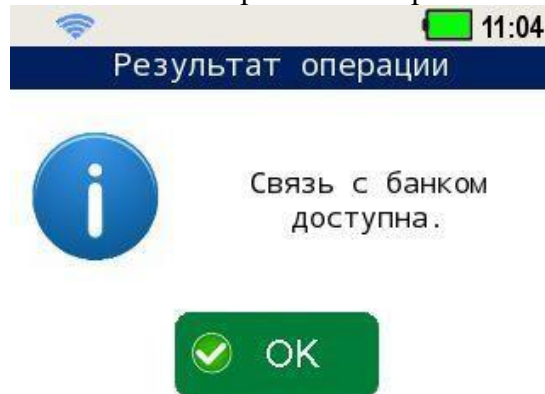 11:04
Результат операции
Связь с банком
доступна.
OK